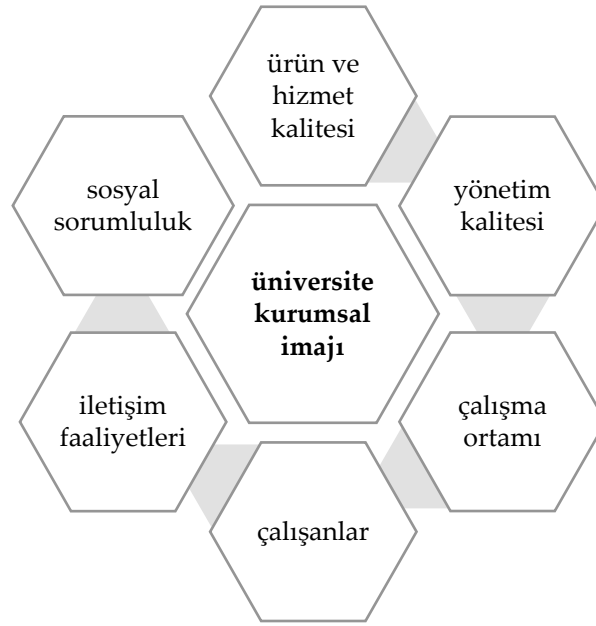 ürün ve
hizmet
kalitesi
yönetim
kalitesi
çalışma
ortamı
çalışanlar
iletişim
faaliyetleri
sosyal
sorumluluk
üniversite
kurumsal
imajı